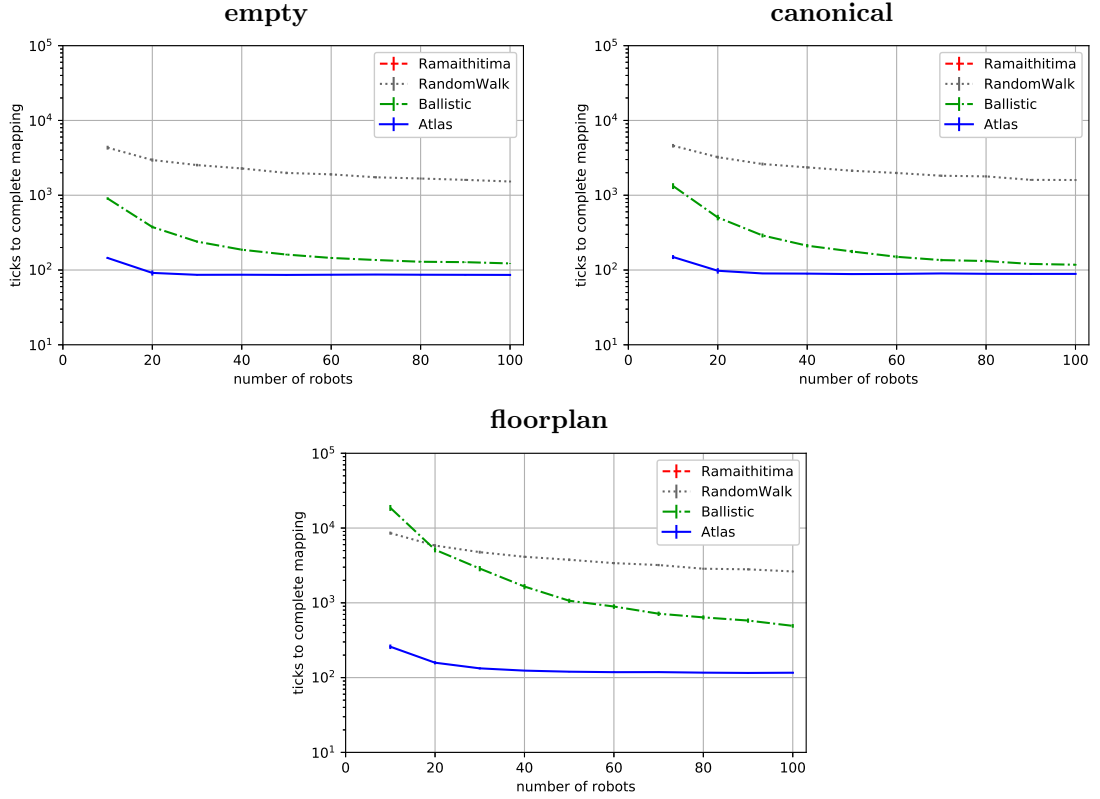 empty
10^5
10^4
10^3
10^2
10^1
ticks to complete mapping
0 20 40 60 80 100
number of robots
Ramaithitima
RandomWalk
Ballistic
Atlas
canonical
10^5
10^4
10^3
10^2
10^1
ticks to complete mapping
0 20 40 60 80 100
number of robots
Ramaithitima
RandomWalk
Ballistic
Atlas
floorplan
10^5
10^4
10^3
10^2
10^1
ticks to complete mapping
0 20 40 60 80 100
number of robots
Ramaithitima
RandomWalk
Ballistic
Atlas